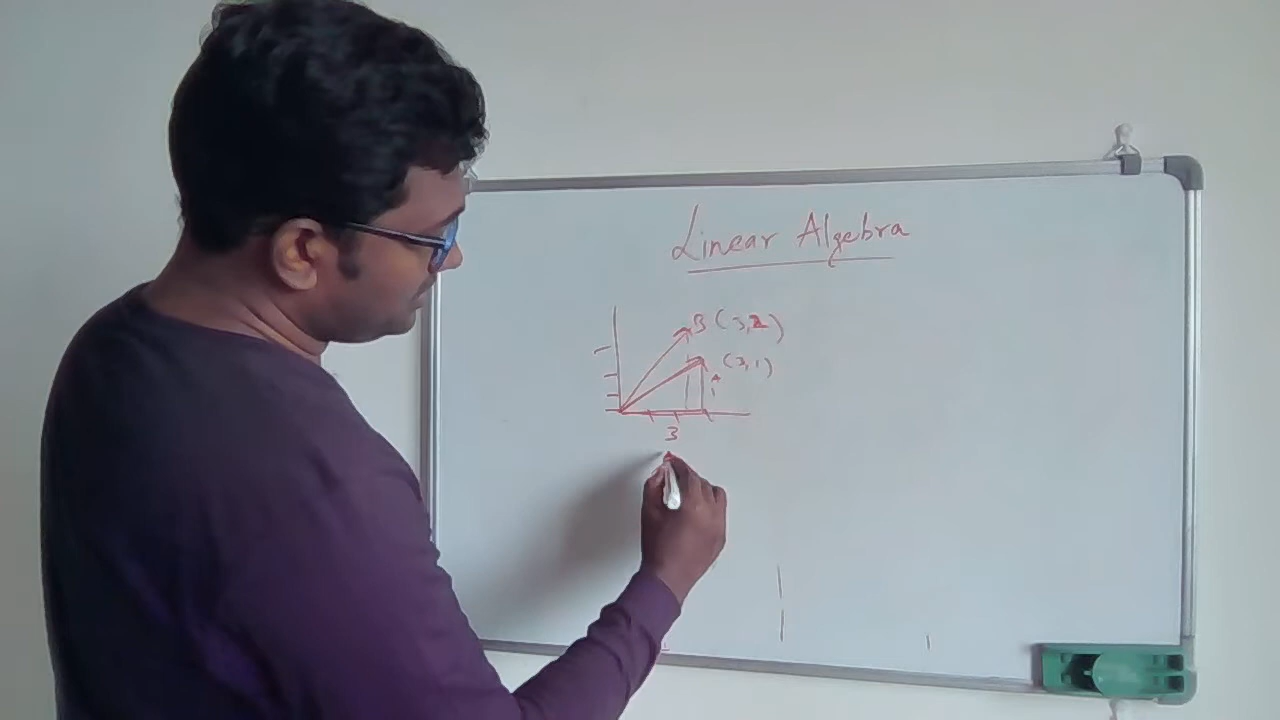 Linear Algebra
B (3,2)
(3,1)
A
1
3